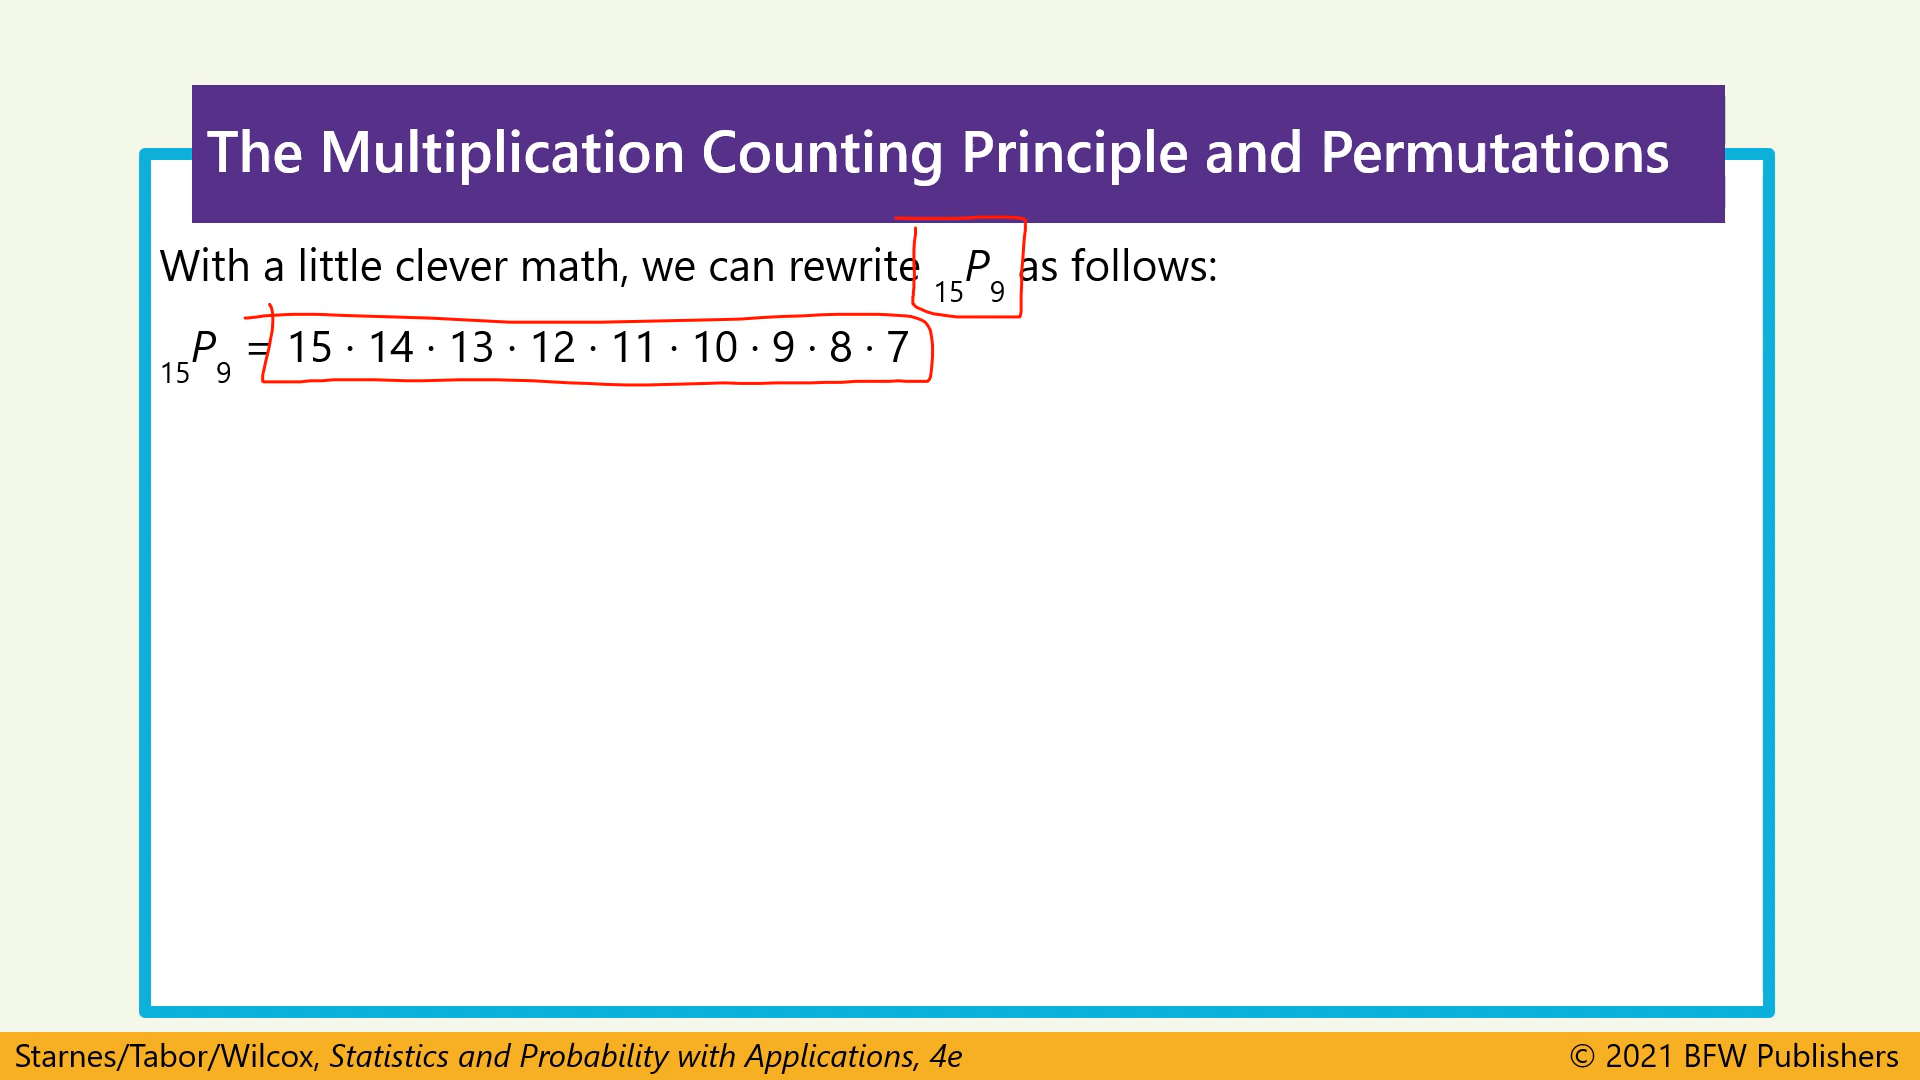 The Multiplication Counting Principle and Permutations
With a little clever math, we can rewrite ₁₅P₉ as follows:
₁₅P₉ = 15 · 14 · 13 · 12 · 11 · 10 · 9 · 8 · 7
Starnes/Tabor/Wilcox, Statistics and Probability with Applications, 4e
© 2021 BFW Publishers